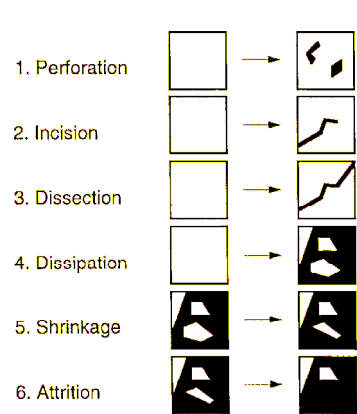 1. Perforation
2. Incision
3. Dissection
4. Dissipation
5. Shrinkage
6. Attrition